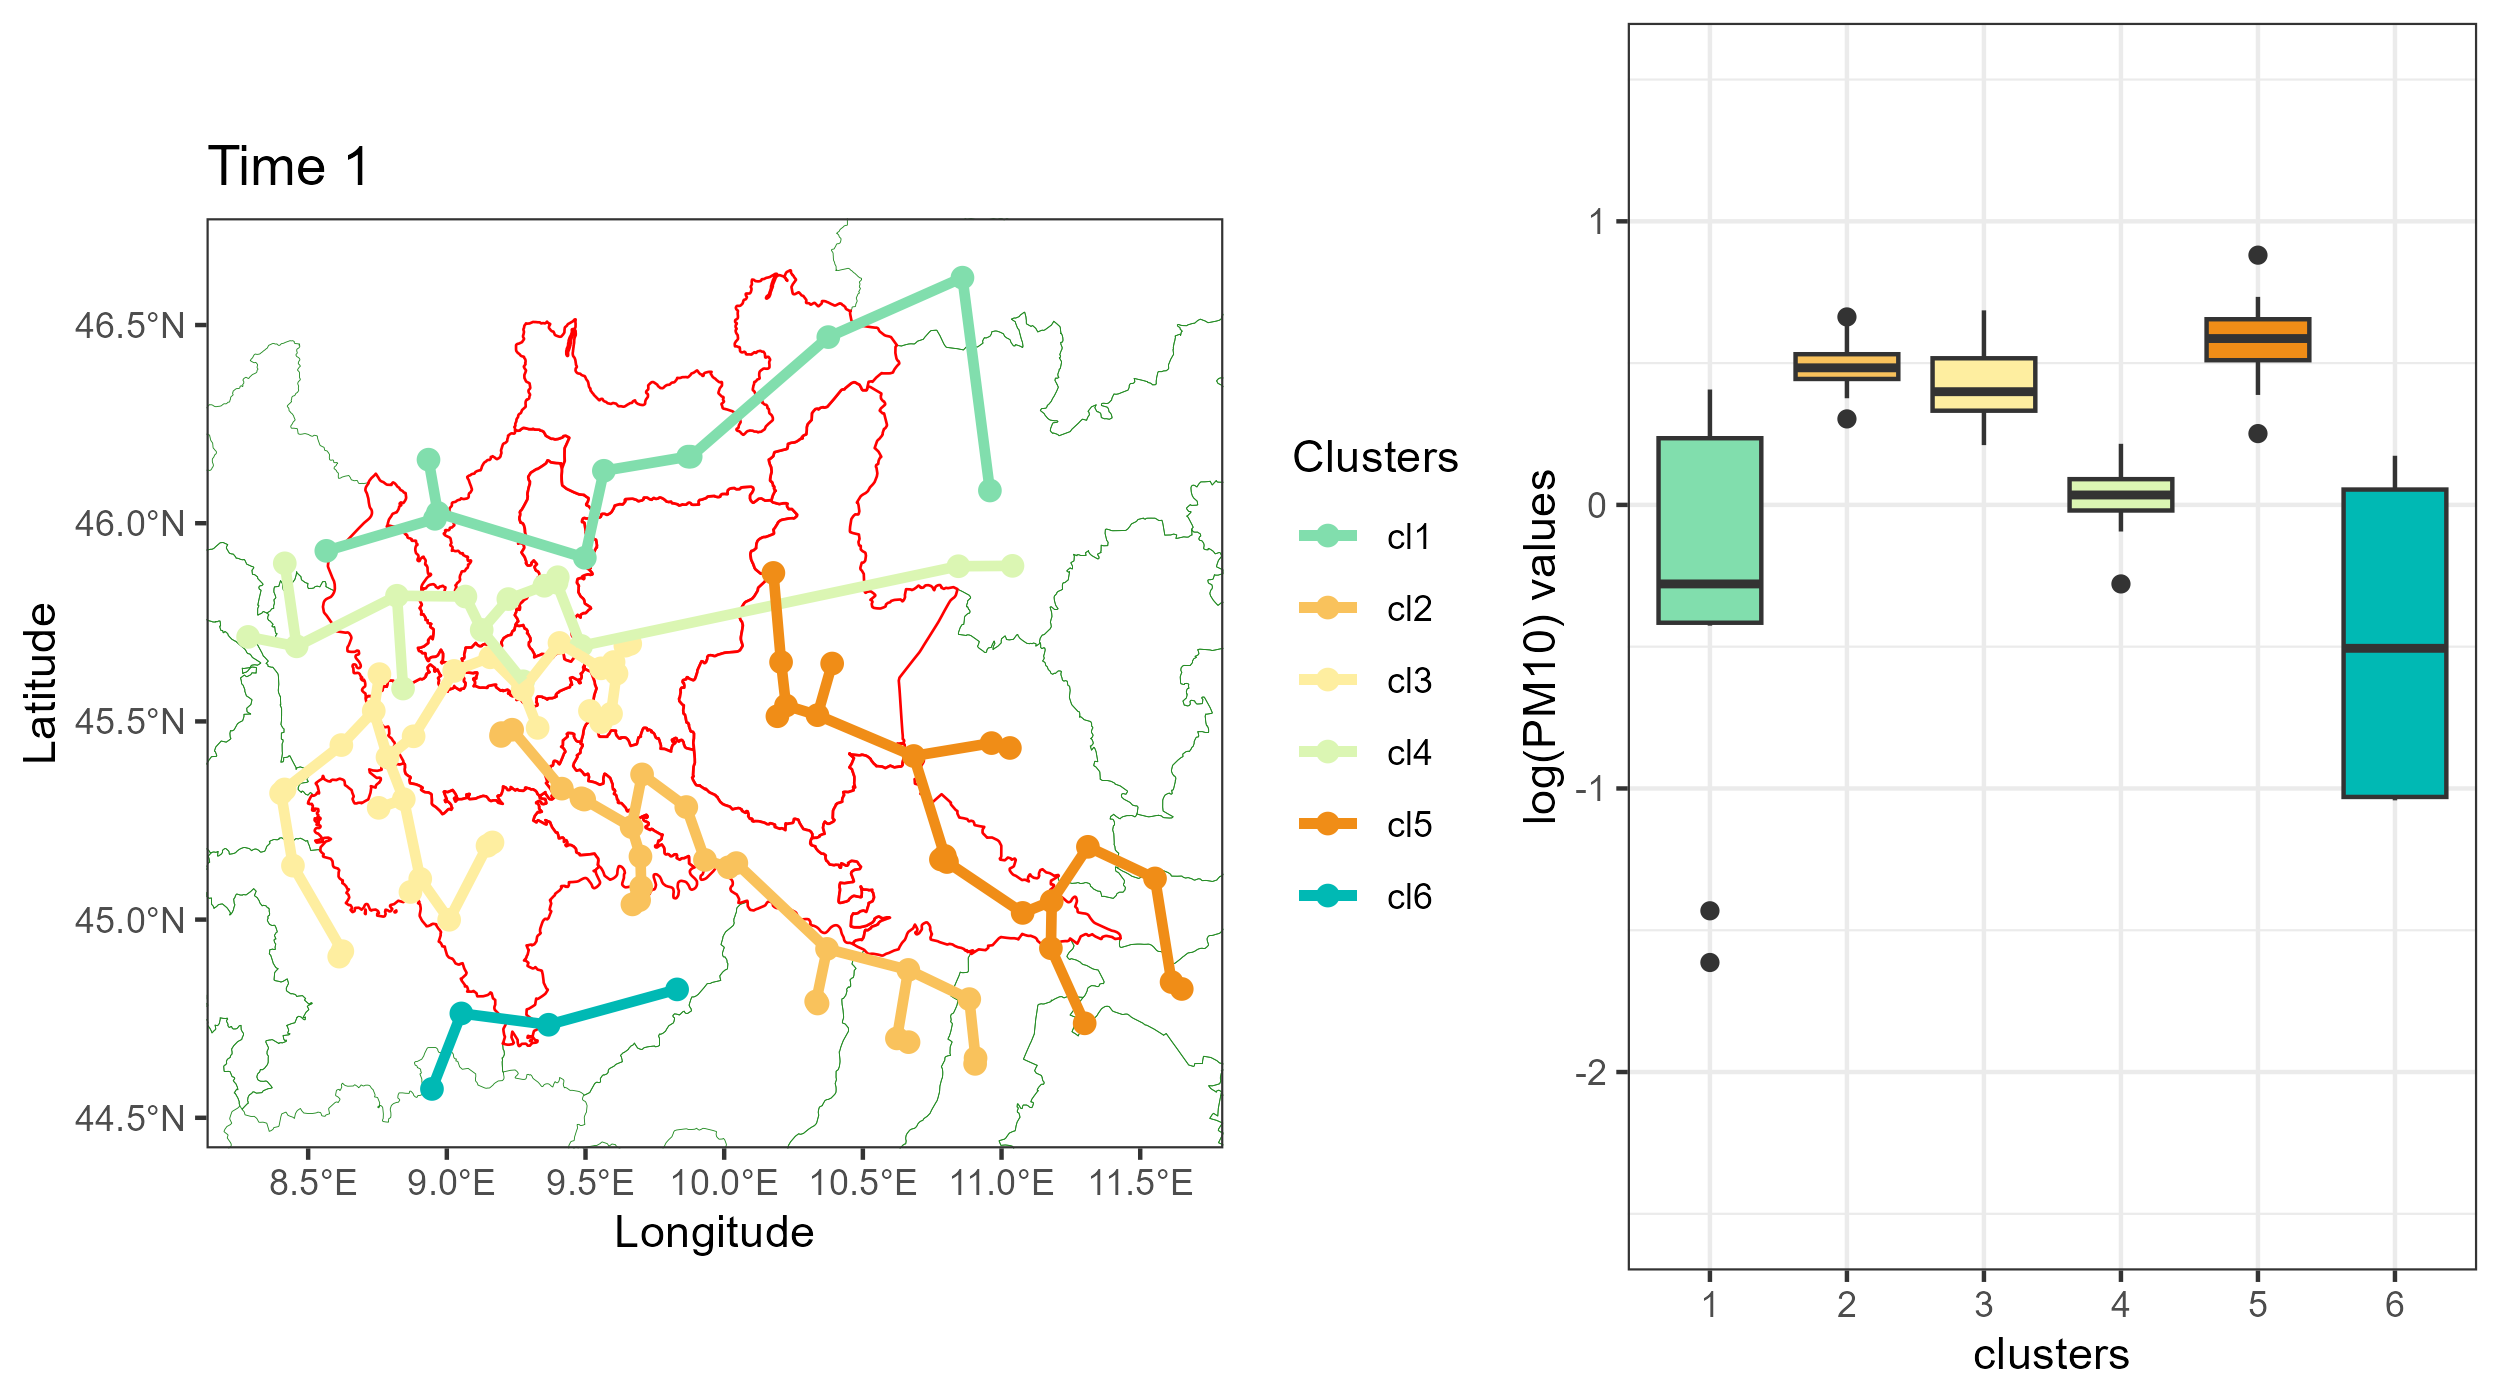 Time 1
46.5°N
46.0°N
45.5°N
45.0°N
44.5°N
Latitude
8.5°E 9.0°E 9.5°E 10.0°E 10.5°E 11.0°E 11.5°E
Longitude
Clusters
cl1
cl2
cl3
cl4
cl5
cl6
1
0
-1
-2
log(PM10) values
1 2 3 4 5 6
clusters